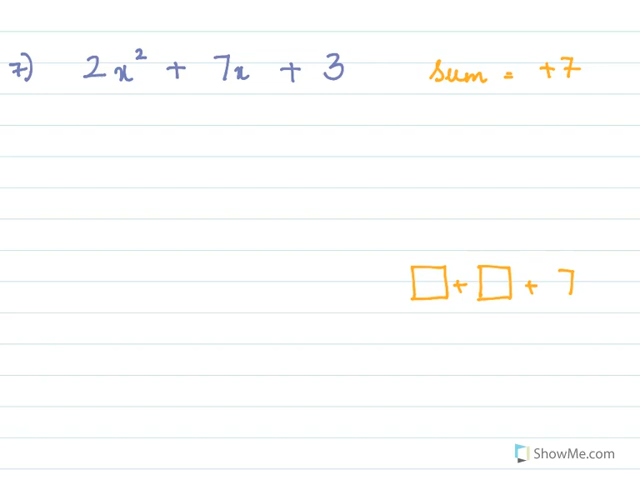 7) 2x² + 7x + 3 sum = +7
□ + □ + 7
ShowMe.com